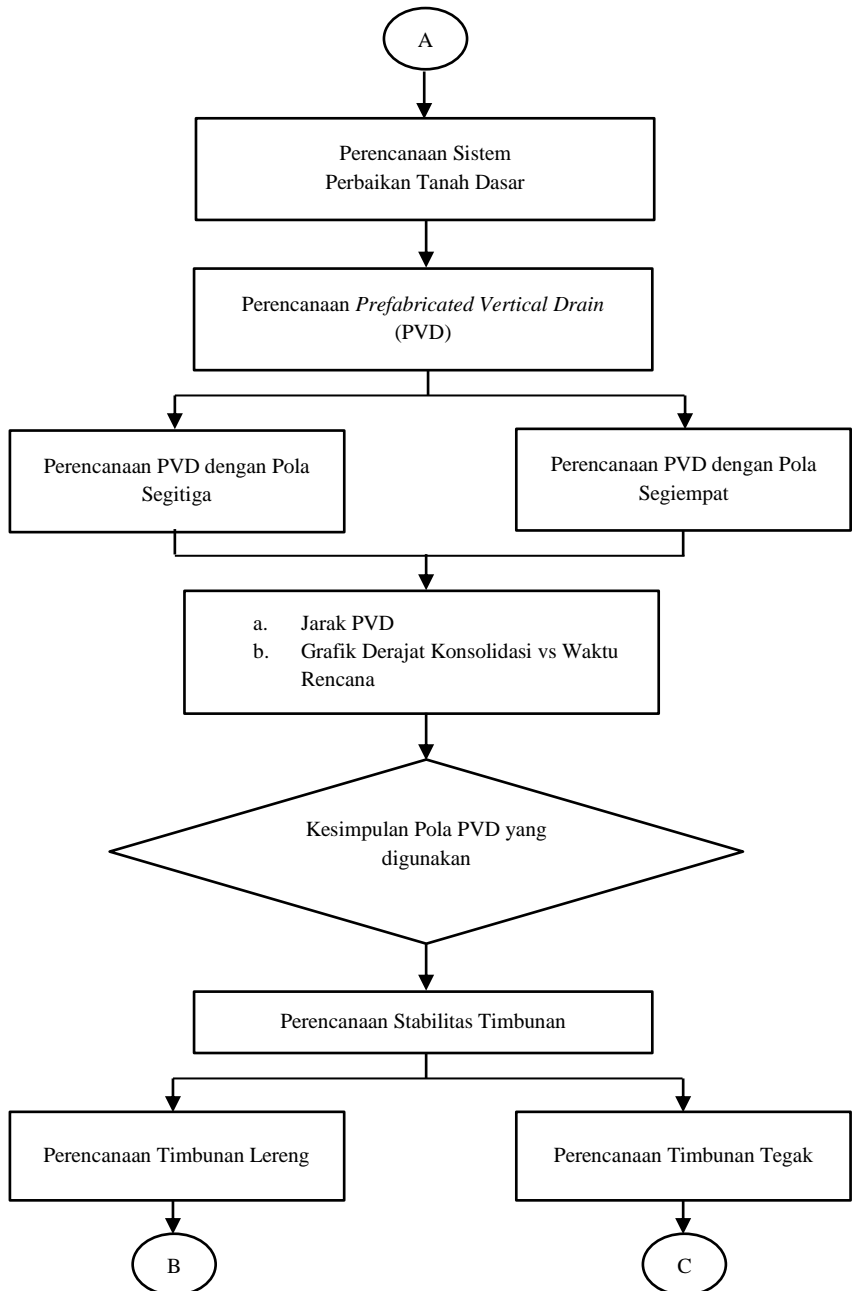 A
Perencanaan Sistem
Perbaikan Tanah Dasar
Perencanaan Prefabricated Vertical Drain
(PVD)
Perencanaan PVD dengan Pola
Segitiga
Perencanaan PVD dengan Pola
Segiempat
a. Jarak PVD
b. Grafik Derajat Konsolidasi vs Waktu
Rencana
Kesimpulan Pola PVD yang
digunakan
Perencanaan Stabilitas Timbunan
Perencanaan Timbunan Lereng
Perencanaan Timbunan Tegak
B
C